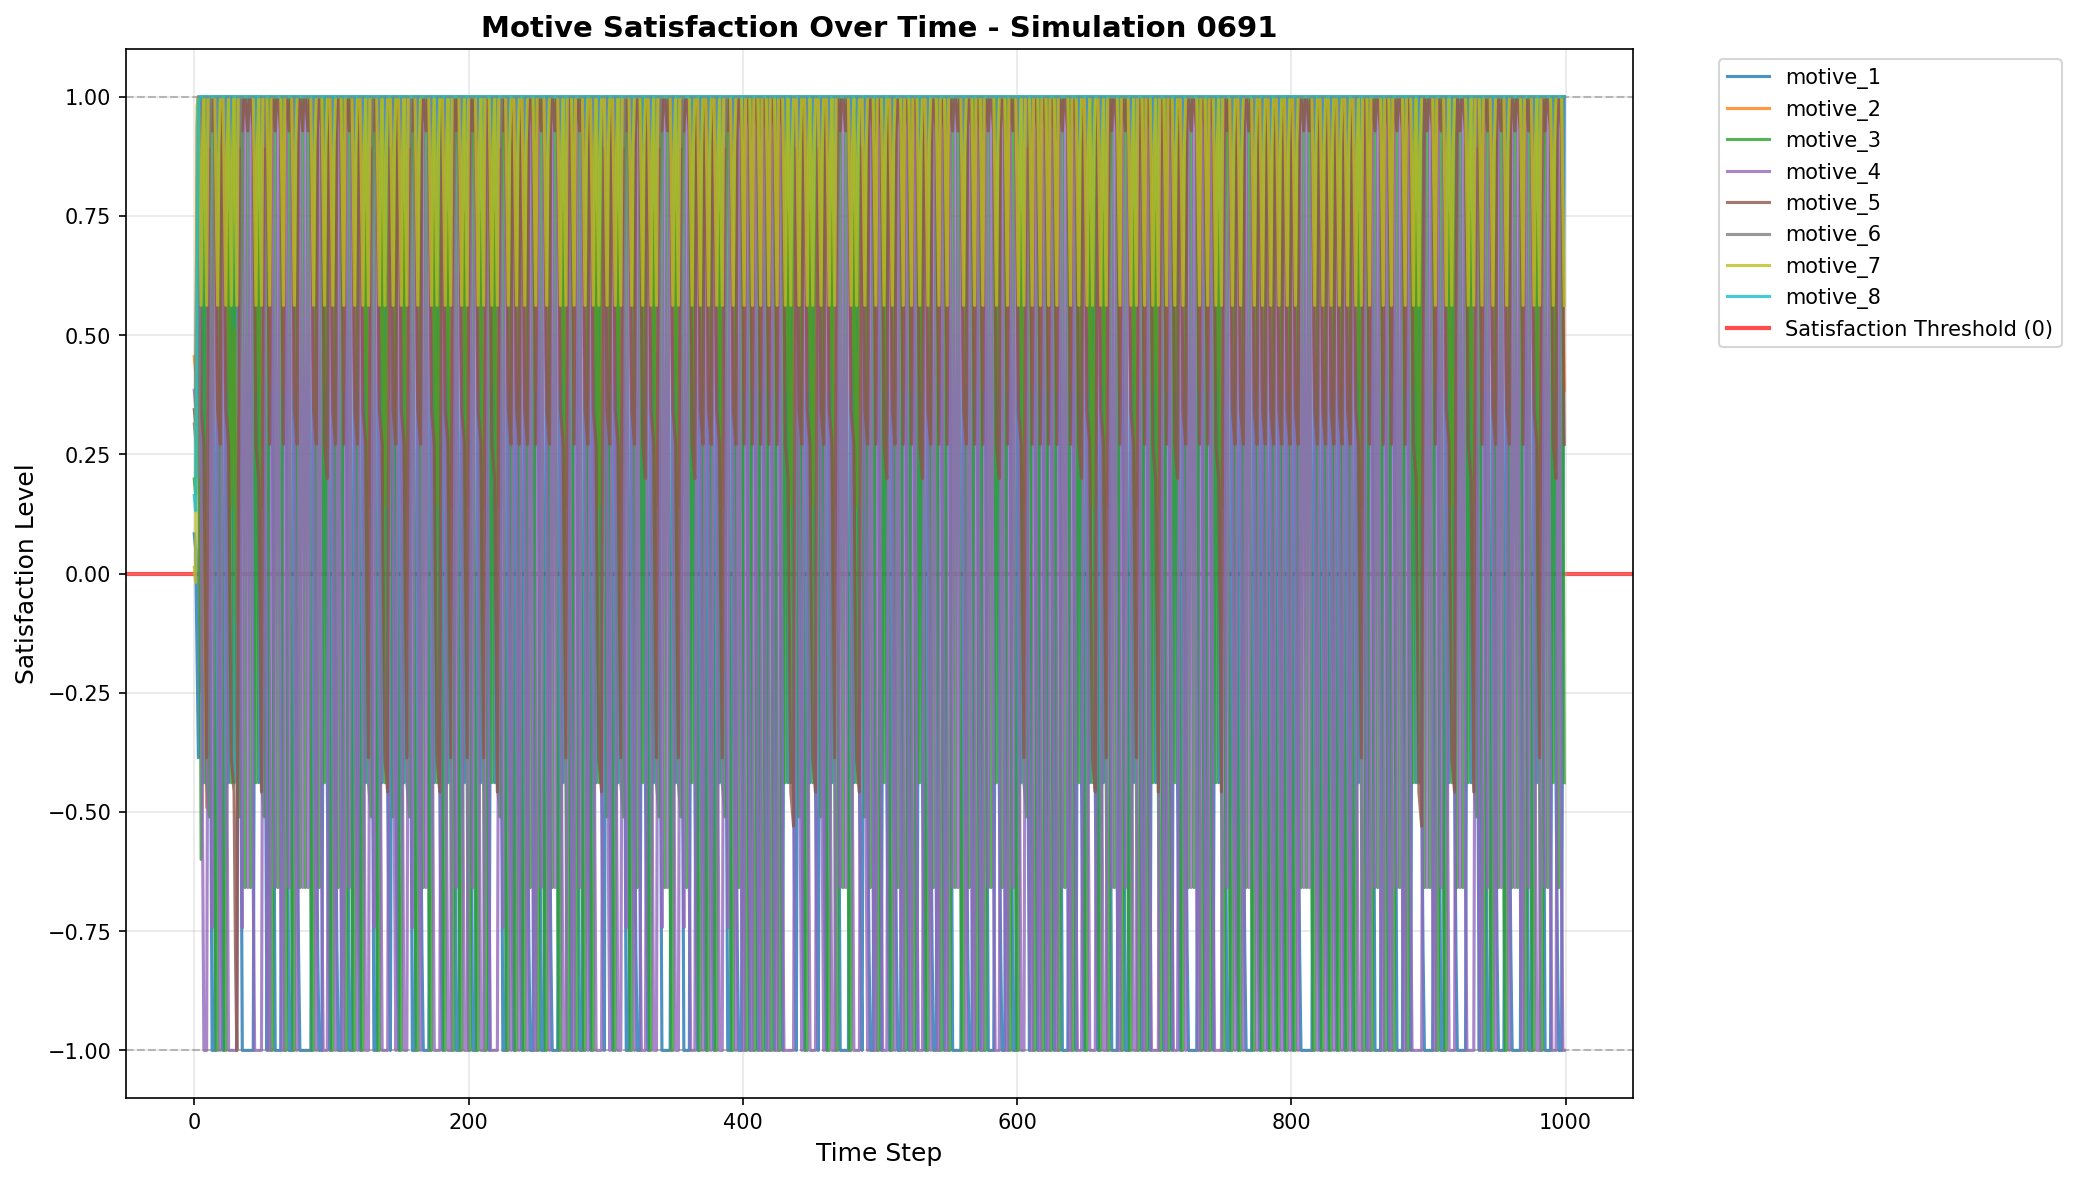 Motive Satisfaction Over Time - Simulation 0691
1.00
0.75
0.50
0.25
0.00
−0.25
−0.50
−0.75
−1.00
Satisfaction Level
0
200
400
600
800
1000
Time Step
motive_1
motive_2
motive_3
motive_4
motive_5
motive_6
motive_7
motive_8
Satisfaction Threshold (0)